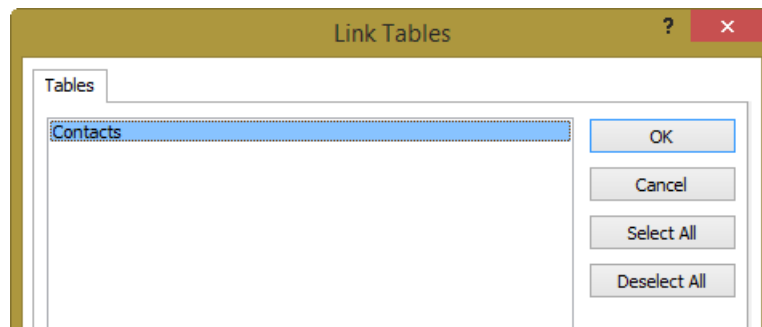 Link Tables
?
Tables
Contacts
OK
Cancel
Select All
Deselect All